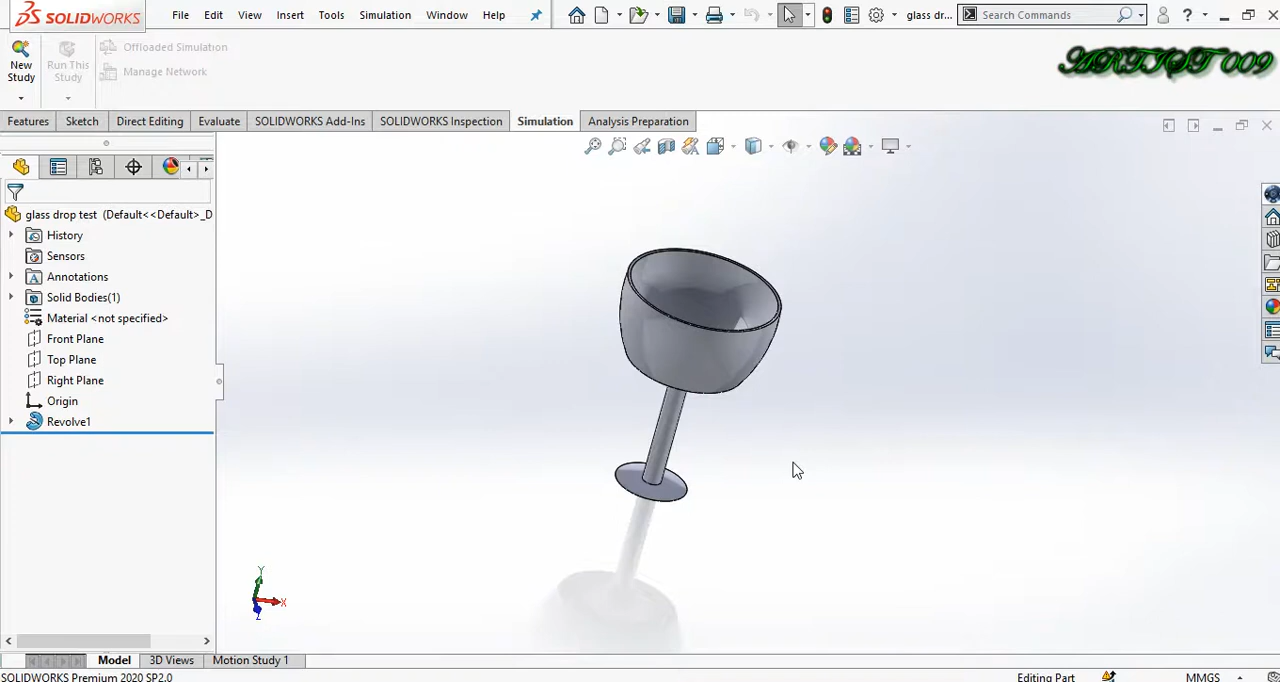 SOLIDWORKS File Edit View Insert Tools Simulation Window Help glass dr... Search Commands ?
New Study
Run This Study
Offloaded Simulation
Manage Network
ARTIST 009
Features Sketch Direct Editing Evaluate SOLIDWORKS Add-Ins SOLIDWORKS Inspection Simulation Analysis Preparation
glass drop test (Default<<Default>_D
History
Sensors
Annotations
Solid Bodies(1)
Material <not specified>
Front Plane
Top Plane
Right Plane
Origin
Revolve1
Y
X
Z
Model 3D Views Motion Study 1
SOLIDWORKS Premium 2020 SP2.0 Editing Part MMGS